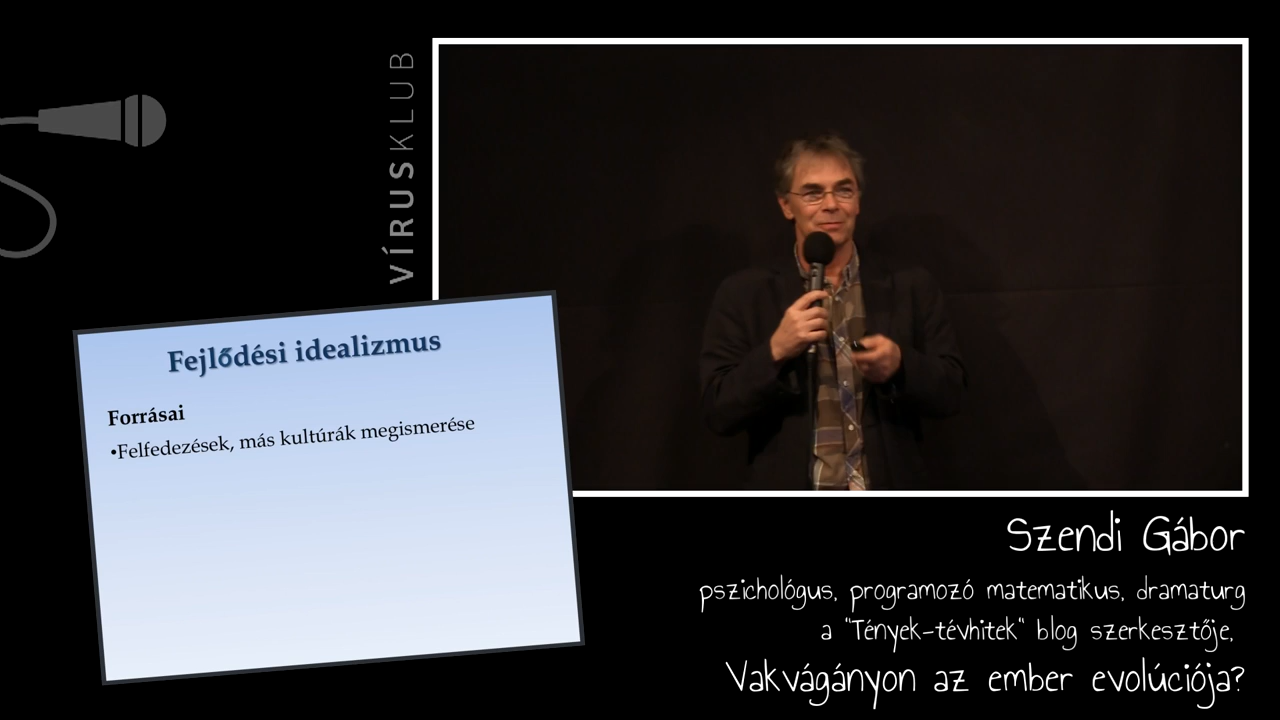 VÍRUSKLUB
Fejlődési idealizmus
Forrásai
•Felfedezések, más kultúrák megismerése
Szendi Gábor
pszichológus, programozó matematikus, dramaturg
a "Tények-tévhitek" blog szerkesztője,
Vakvágányon az ember evolúciója?